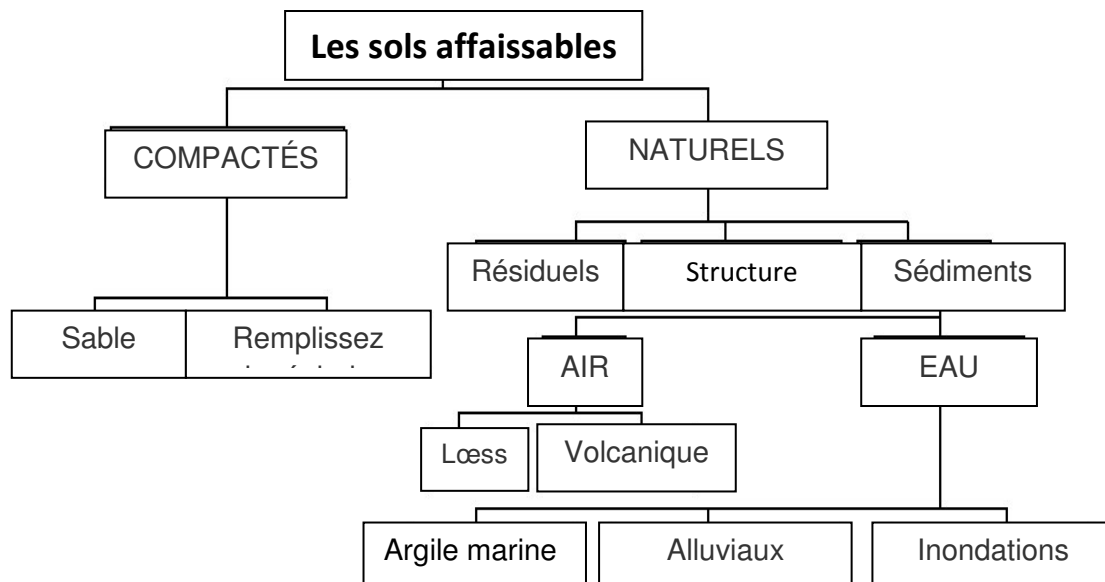 Les sols affaissables
COMPACTÉS
NATURELS
Résiduels
Structure
Sédiments
Sable
Remplissez
AIR
EAU
Lœss
Volcanique
Argile marine
Alluviaux
Inondations